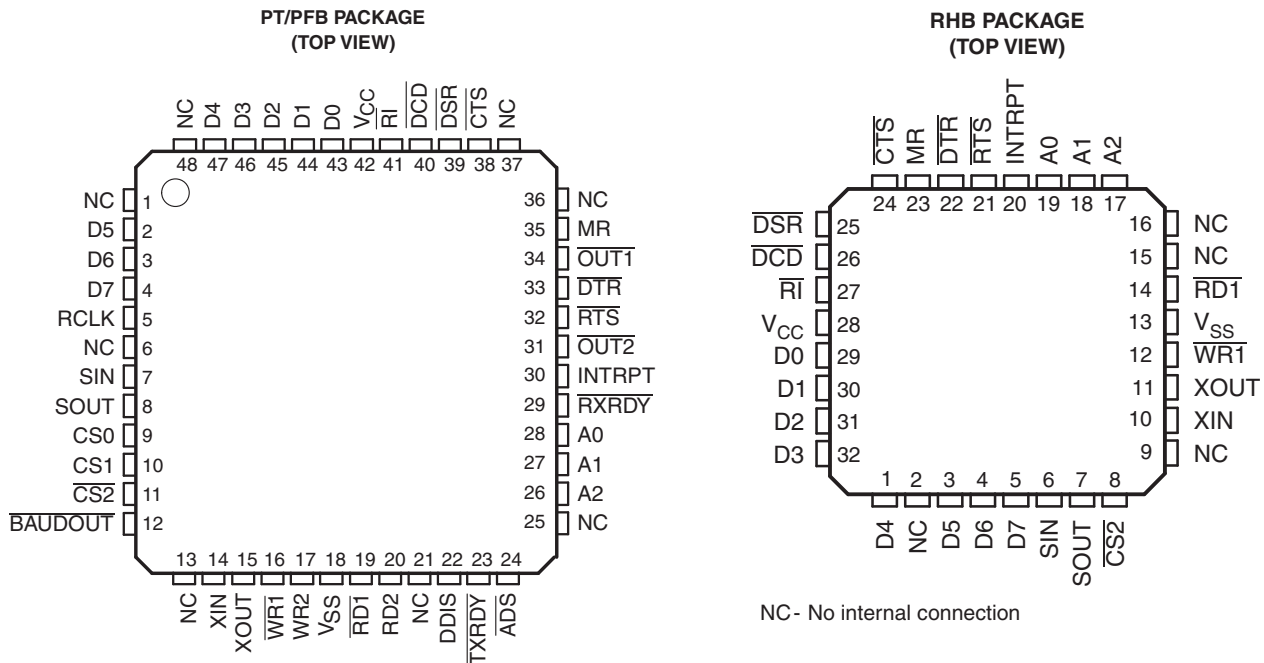 PT/PFB PACKAGE
(TOP VIEW)
NC D4 D3 D2 D1 D0 VCC RI DCD DSR CTS NC
48 47 46 45 44 43 42 41 40 39 38 37
NC 1
D5 2
D6 3
D7 4
RCLK 5
NC 6
SIN 7
SOUT 8
CS0 9
CS1 10
CS2 11
BAUDOUT 12
36 NC
35 MR
34 OUT1
33 DTR
32 RTS
31 OUT2
30 INTRPT
29 RXRDY
28 A0
27 A1
26 A2
25 NC
13 14 15 16 17 18 19 20 21 22 23 24
NC XIN XOUT WR1 WR2 VSS RD1 RD2 NC DDIS TXRDY ADS
RHB PACKAGE
(TOP VIEW)
CTS MR DTR RTS INTRPT A0 A1 A2
24 23 22 21 20 19 18 17
DSR 25
DCD 26
RI 27
VCC 28
D0 29
D1 30
D2 31
D3 32
16 NC
15 NC
14 RD1
13 VSS
12 WR1
11 XOUT
10 XIN
9 NC
1 2 3 4 5 6 7 8
D4 NC D5 D6 D7 SIN SOUT CS2
NC - No internal connection